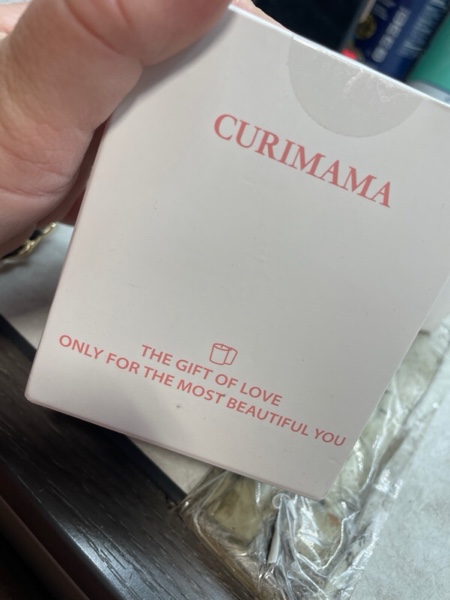 CURIMAMA
THE GIFT OF LOVE
ONLY FOR THE MOST BEAUTIFUL YOU